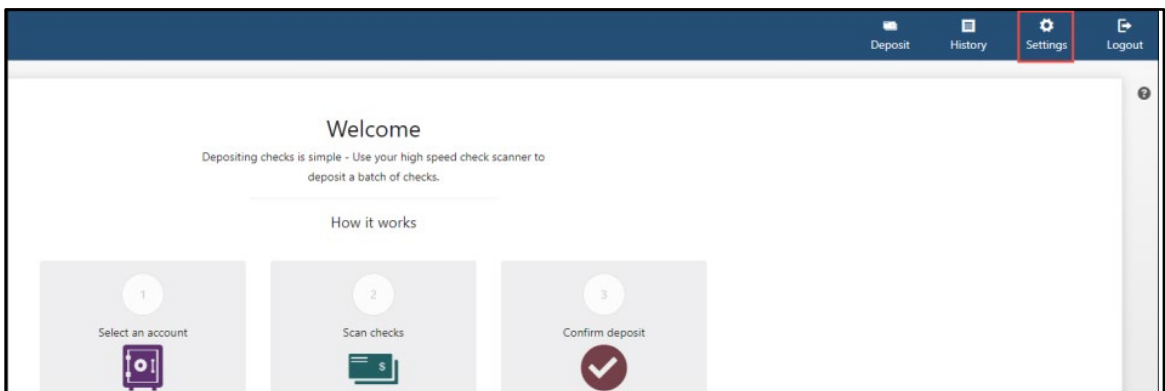 Deposit
History
Settings
Logout
Welcome
Depositing checks is simple - Use your high speed check scanner to
deposit a batch of checks.
How it works
1
2
3
Select an account
Scan checks
Confirm deposit
$